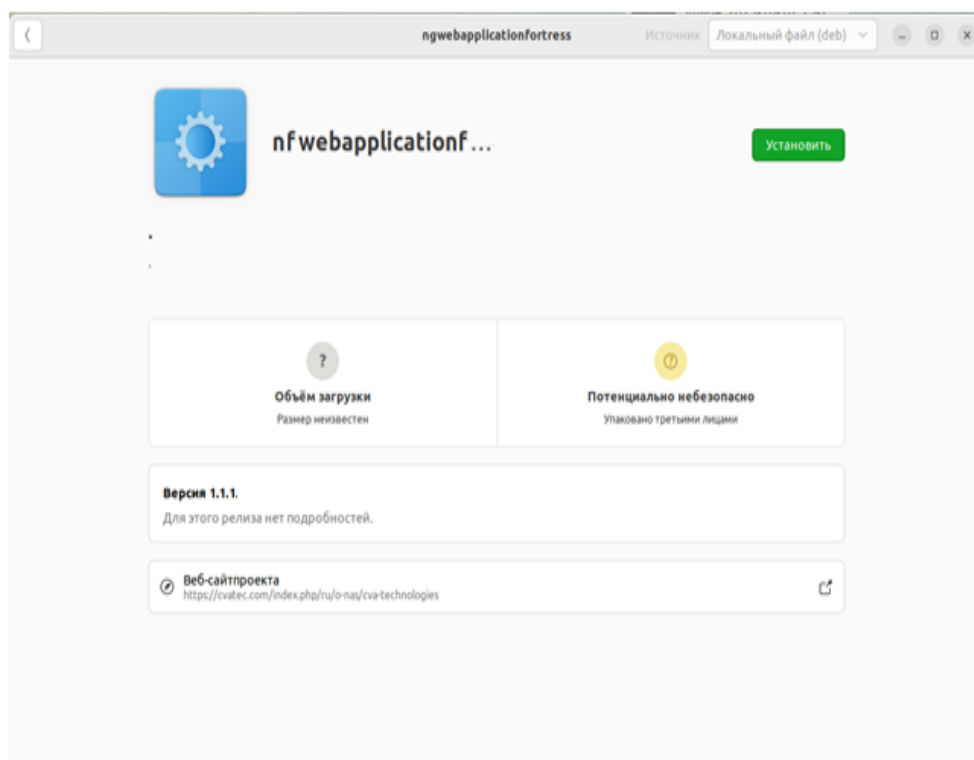 ngwebapplicationfortress
Источник
Локальный файл (deb)
nfwebapplicationf...
Установить
Объём загрузки
Размер неизвестен
Потенциально небезопасно
Упаковано третьими лицами
Версия 1.1.1.
Для этого релиза нет подробностей.
Веб-сайтпроекта
https://cvatec.com/index.php/ru/o-nas/cva-technologies